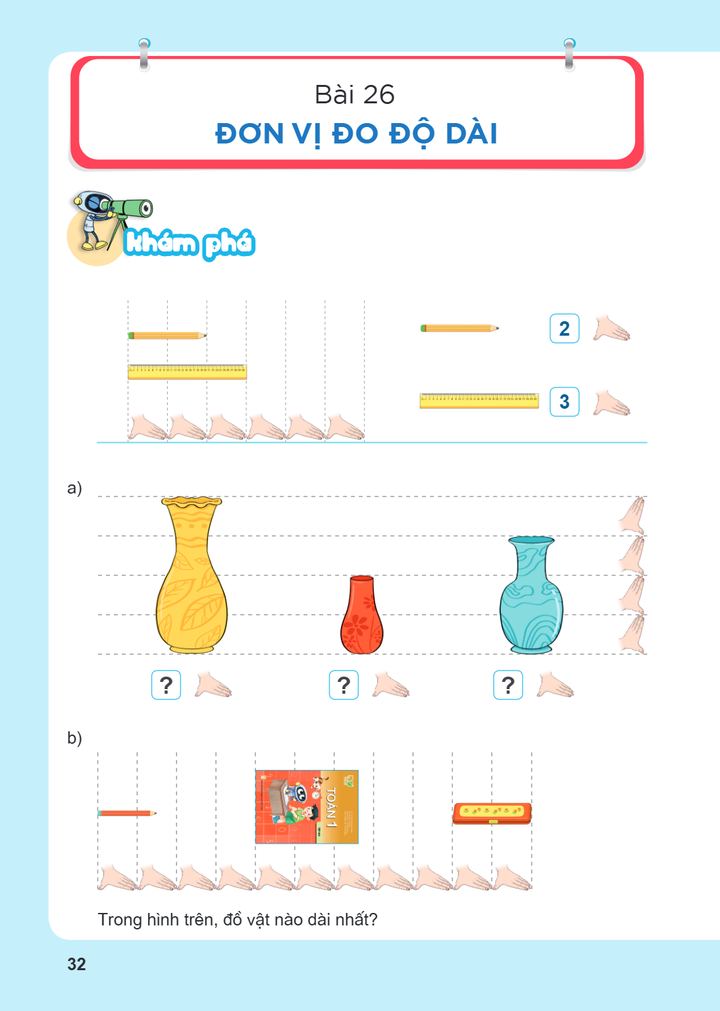 Bài 26
ĐƠN VỊ ĐO ĐỘ DÀI
khám phá
2
3
a)
? ? ?
b)
TOÁN 1
Trong hình trên, đồ vật nào dài nhất?
32